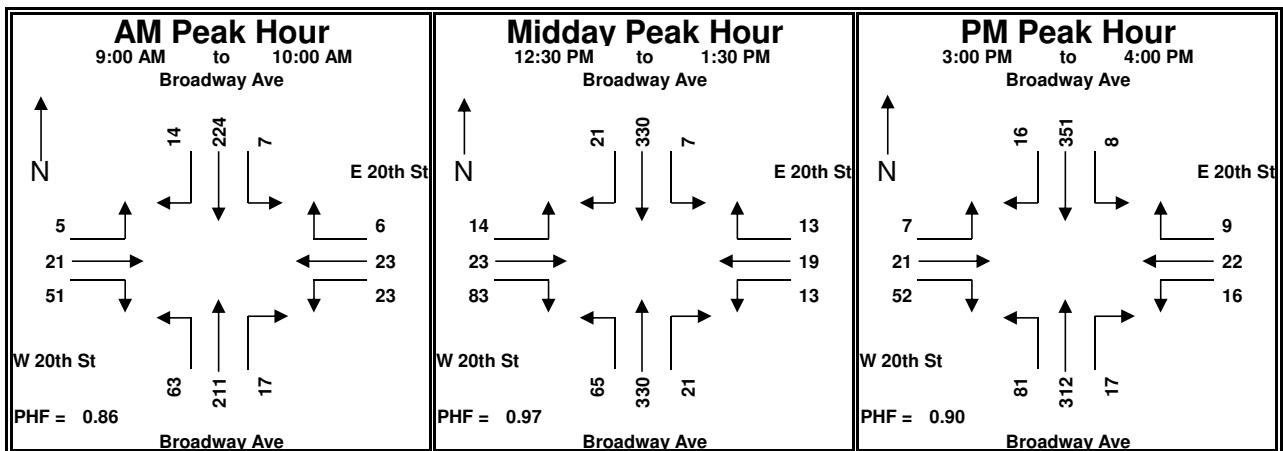 AM Peak Hour
9:00 AM to 10:00 AM
Broadway Ave
14 224 7
N
E 20th St
5 6
21 23
51 23
W 20th St
63 211 17
PHF = 0.86
Broadway Ave
Midday Peak Hour
12:30 PM to 1:30 PM
Broadway Ave
21 330 7
N
E 20th St
14 13
23 19
83 13
W 20th St
65 330 21
PHF = 0.97
Broadway Ave
PM Peak Hour
3:00 PM to 4:00 PM
Broadway Ave
16 351 8
N
E 20th St
7 9
21 22
52 16
W 20th St
81 312 17
PHF = 0.90
Broadway Ave